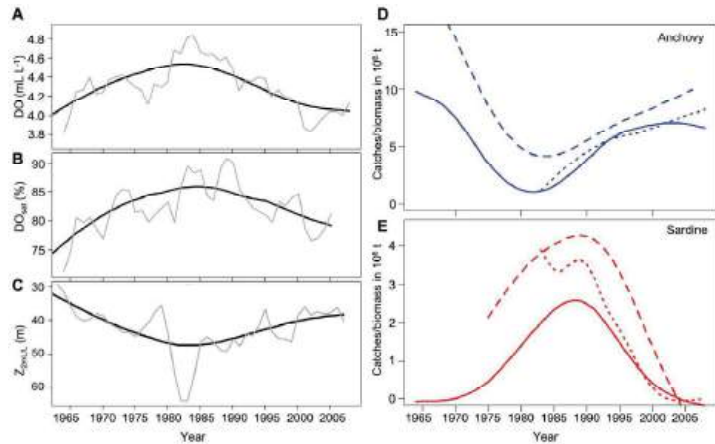 A
4.8
4.6
4.4
4.2
4.0
3.8
DO (mL L⁻¹)
B
90
85
80
75
DOsat (%)
C
30
40
50
60
Z2mL/L (m)
1965 1970 1975 1980 1985 1990 1995 2000 2005
Year
D
Anchovy
15
10
5
0
Catches/biomass in 10⁶ t
E
Sardine
4
3
2
1
0
Catches/biomass in 10⁶ t
1965 1970 1975 1980 1985 1990 1995 2000 2005
Year